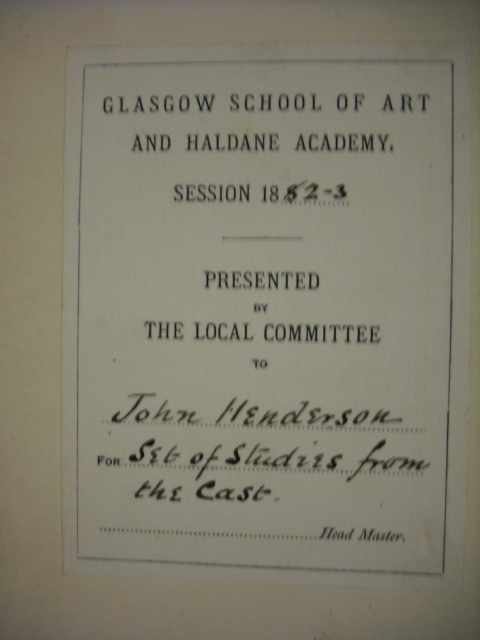 GLASGOW SCHOOL OF ART
AND HALDANE ACADEMY,
SESSION 1882-3
PRESENTED
BY
THE LOCAL COMMITTEE
TO
John Henderson
FOR Set of Studies from
the Cast.
Head Master.